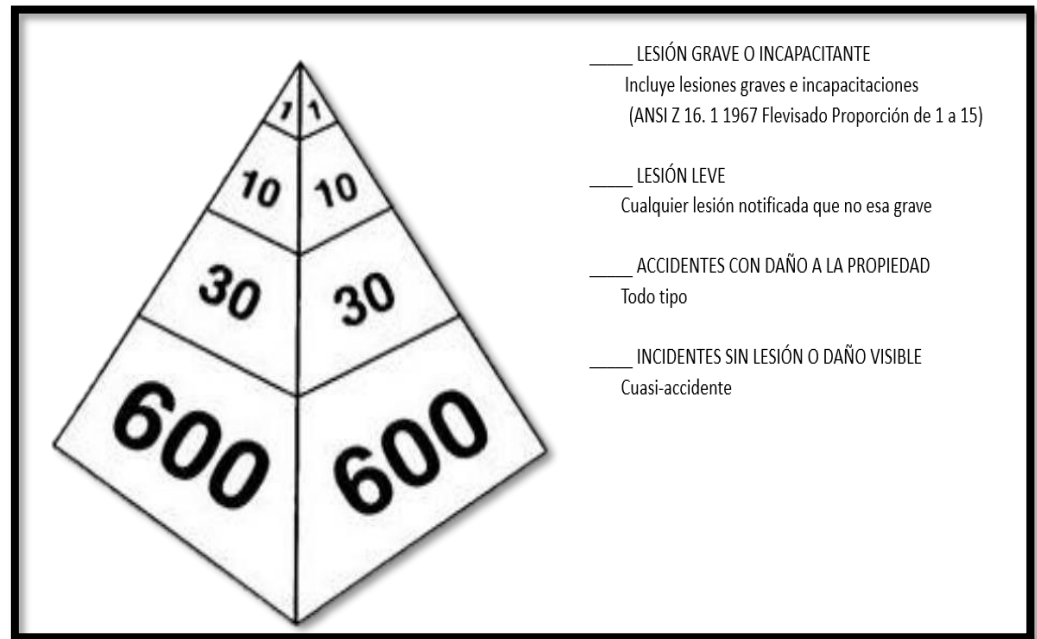 1 1
10 10
30 30
600 600
_____ LESIÓN GRAVE O INCAPACITANTE
Incluye lesiones graves e incapacitaciones
(ANSI Z 16. 1 1967 Flevisado Proporción de 1 a 15)
_____ LESIÓN LEVE
Cualquier lesión notificada que no esa grave
_____ ACCIDENTES CON DAÑO A LA PROPIEDAD
Todo tipo
_____ INCIDENTES SIN LESIÓN O DAÑO VISIBLE
Cuasi-accidente